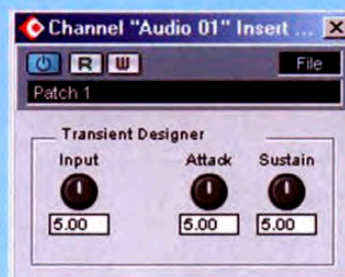 Channel "Audio 01" Insert ...
R W File
Patch 1
Transient Designer
Input Attack Sustain
5.00 5.00 5.00